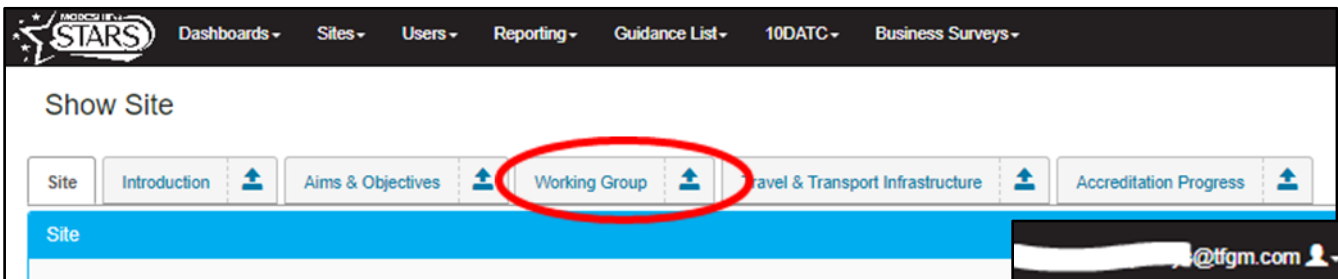 MODESHIFT
STARS Dashboards Sites Users Reporting Guidance List 10DATC Business Surveys
Show Site
Site Introduction Aims & Objectives Working Group Travel & Transport Infrastructure Accreditation Progress
Site
@tfgm.com